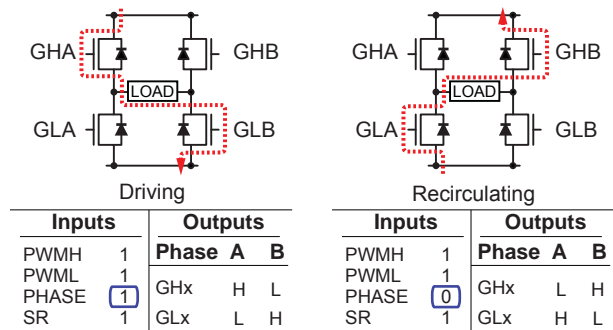 GHA GHB
LOAD
GLA GLB
Driving
Inputs Outputs
PWMH 1
PWML 1
PHASE 1
SR 1
Phase A B
GHx H L
GLx L H
GHA GHB
LOAD
GLA GLB
Recirculating
Inputs Outputs
PWMH 1
PWML 1
PHASE 0
SR 1
Phase A B
GHx L H
GLx H L